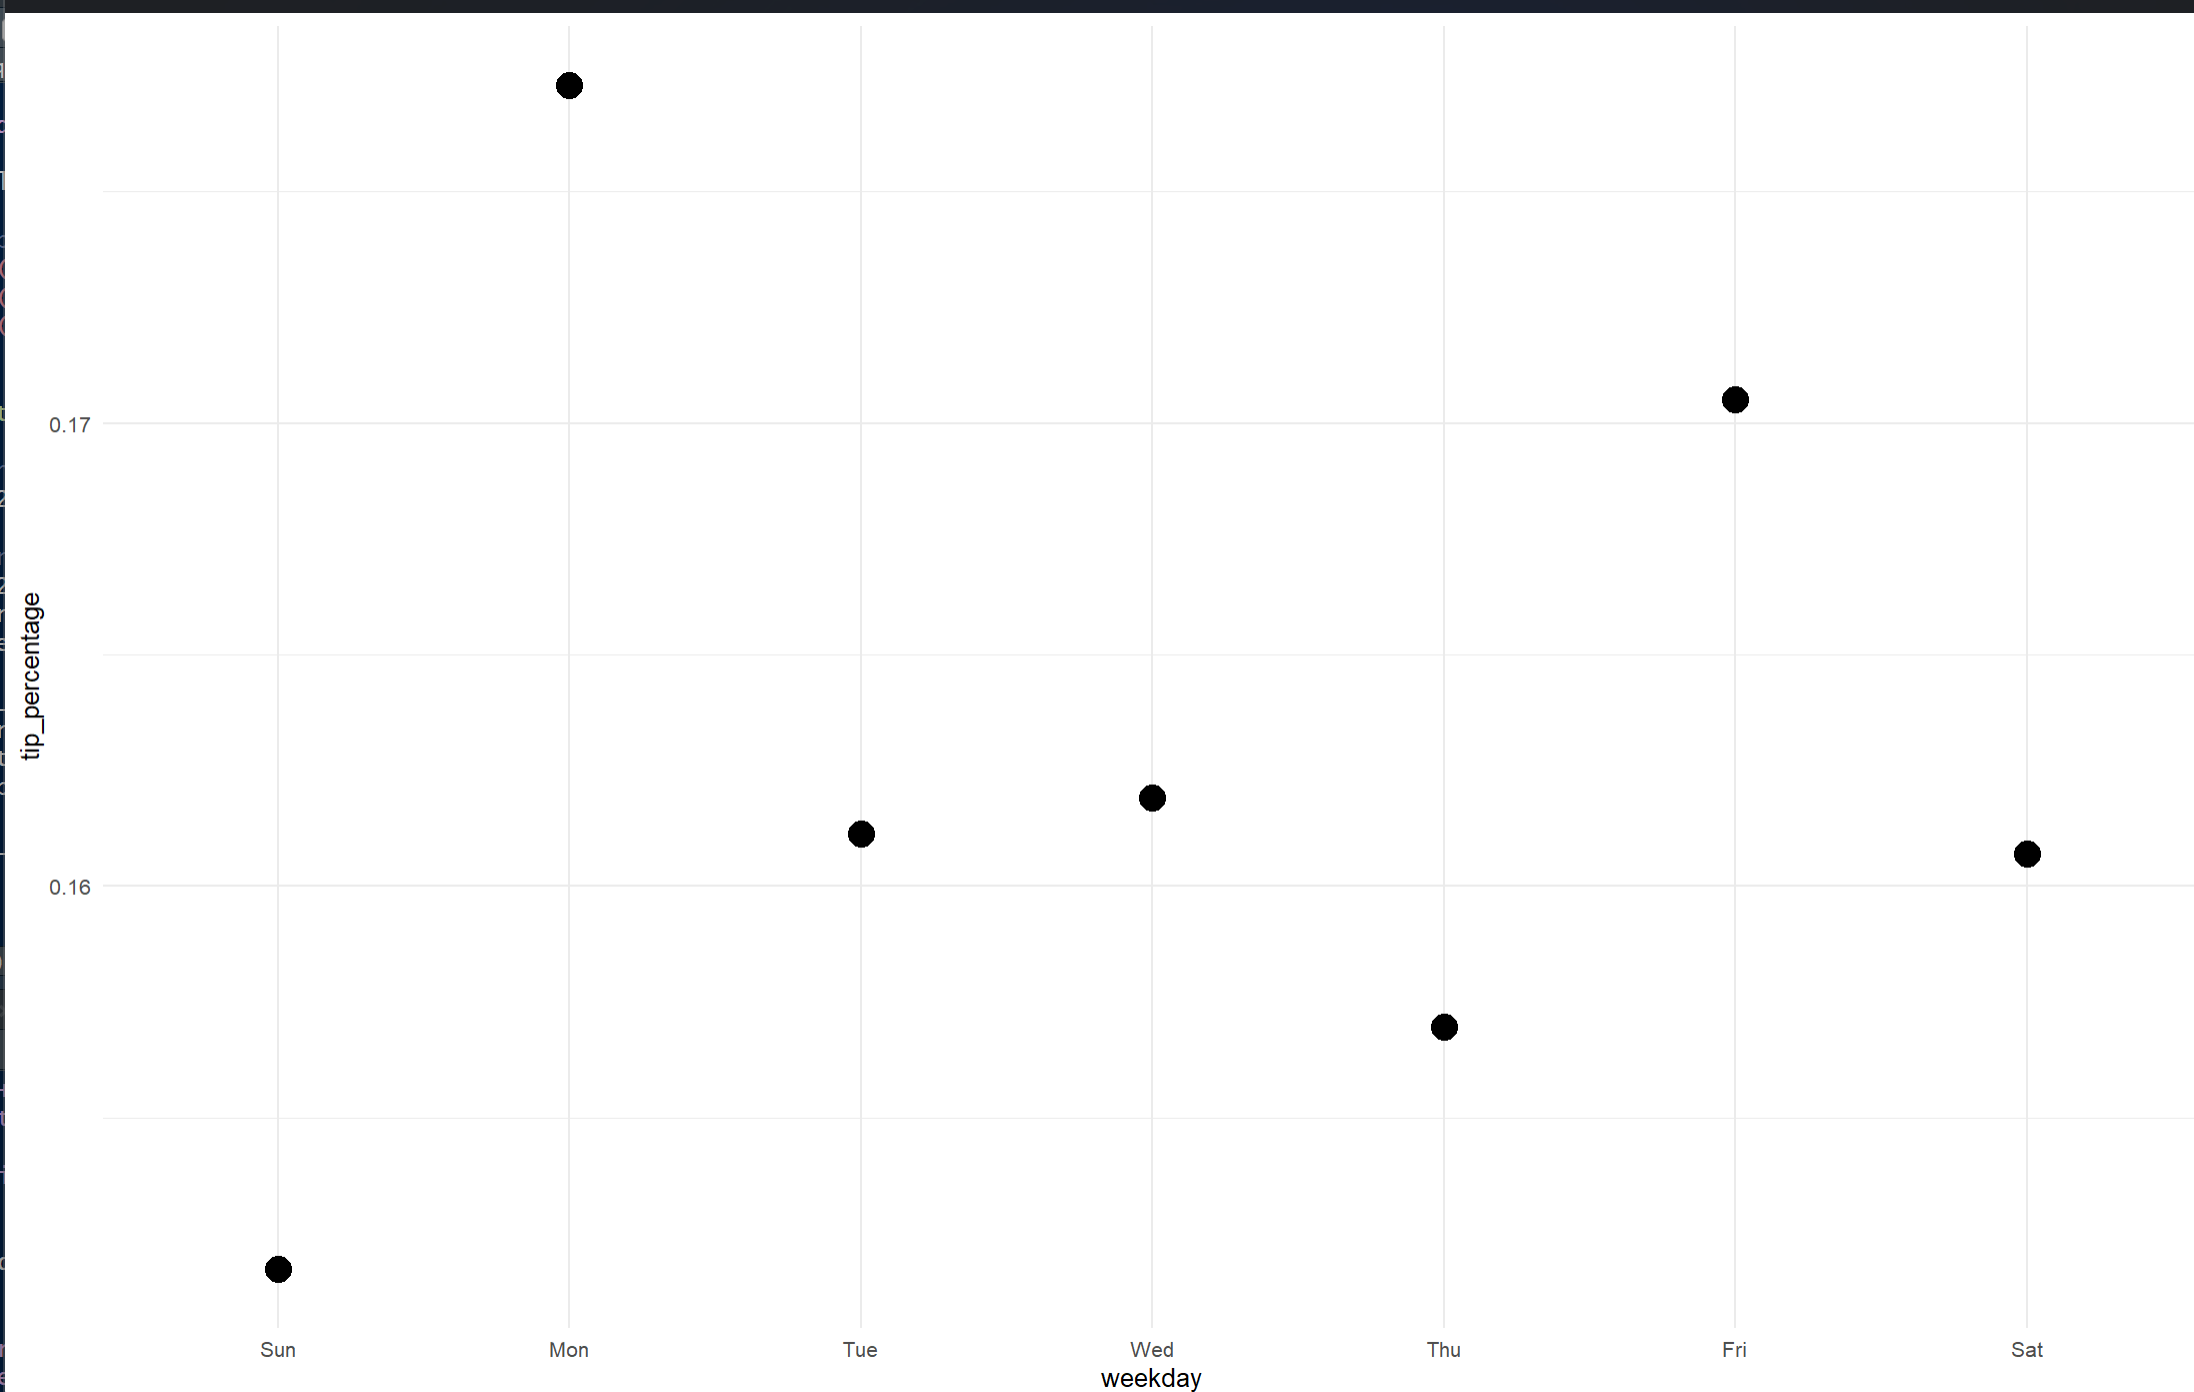 0.17
0.16
tip_percentage
Sun Mon Tue Wed Thu Fri Sat
weekday